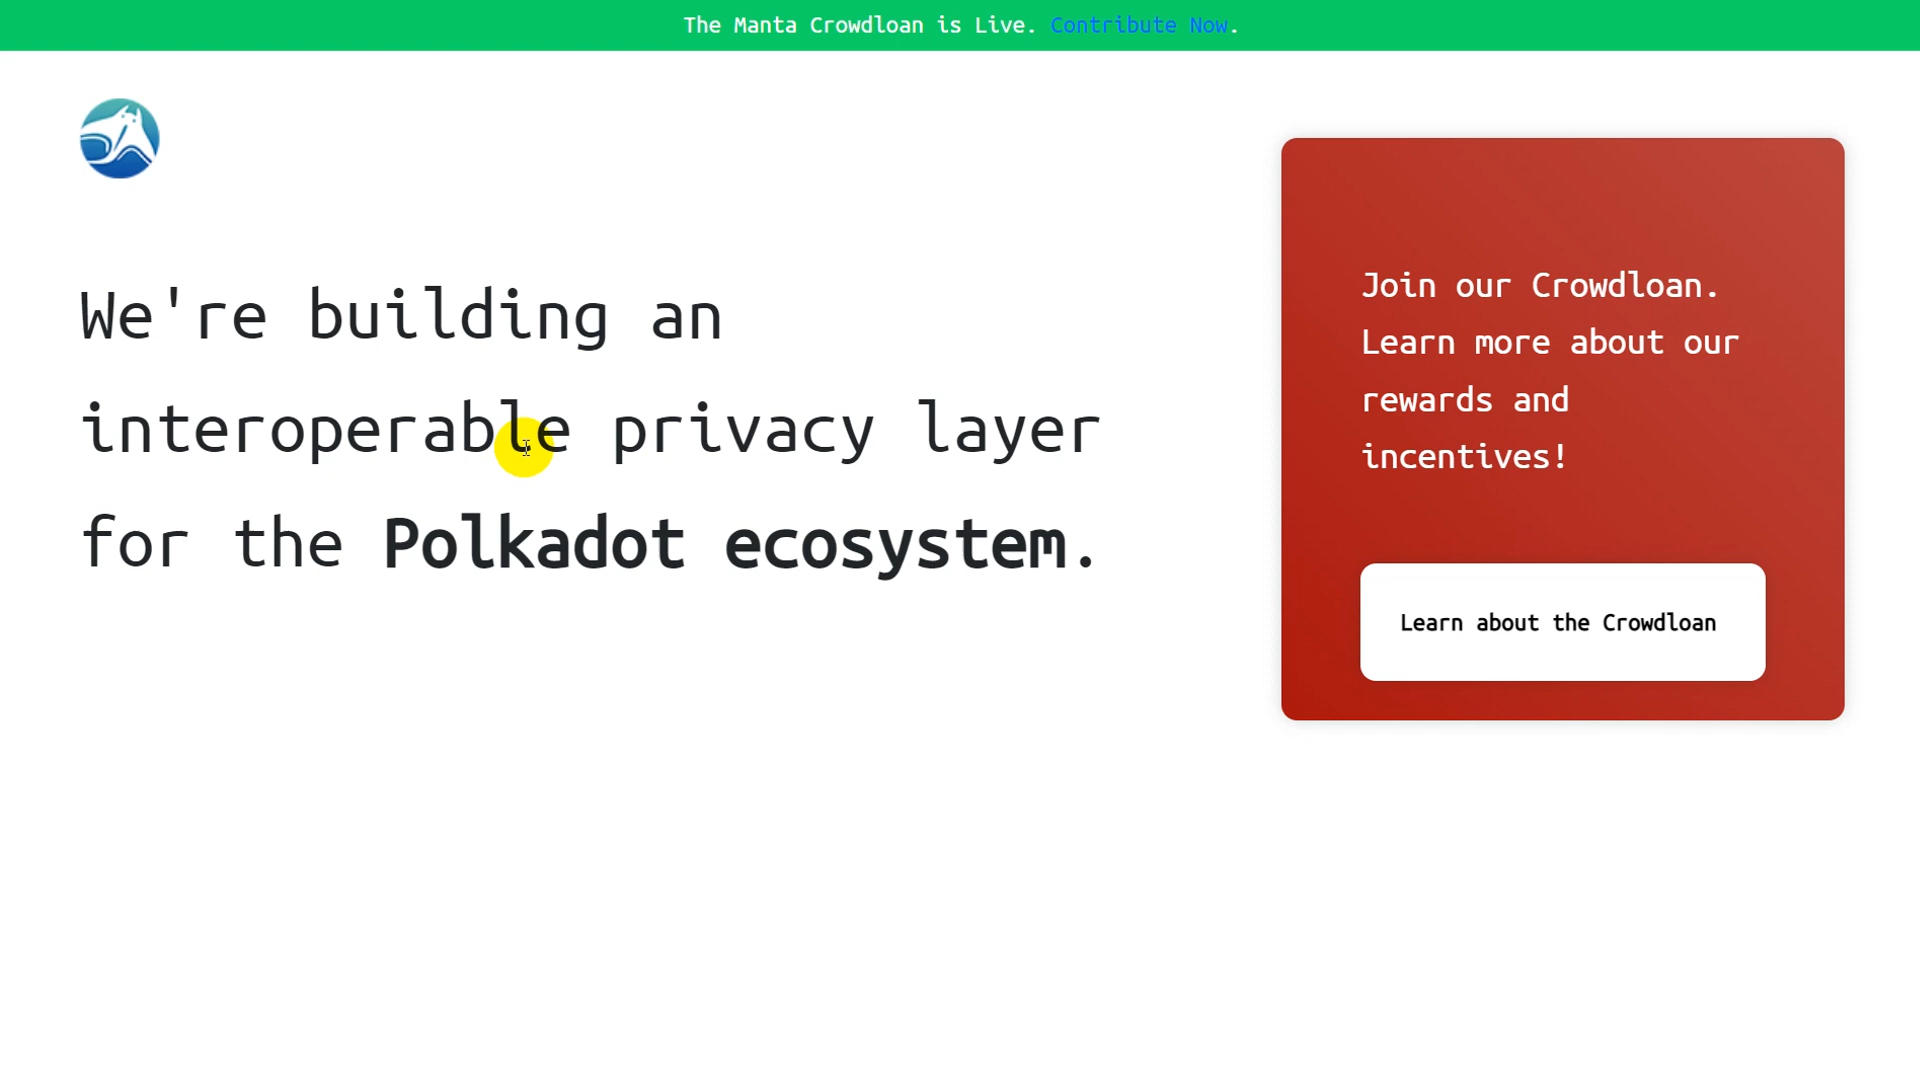 The Manta Crowdloan is Live. Contribute Now.
We're building an
interoperable privacy layer
for the Polkadot ecosystem.
Join our Crowdloan.
Learn more about our
rewards and
incentives!
Learn about the Crowdloan